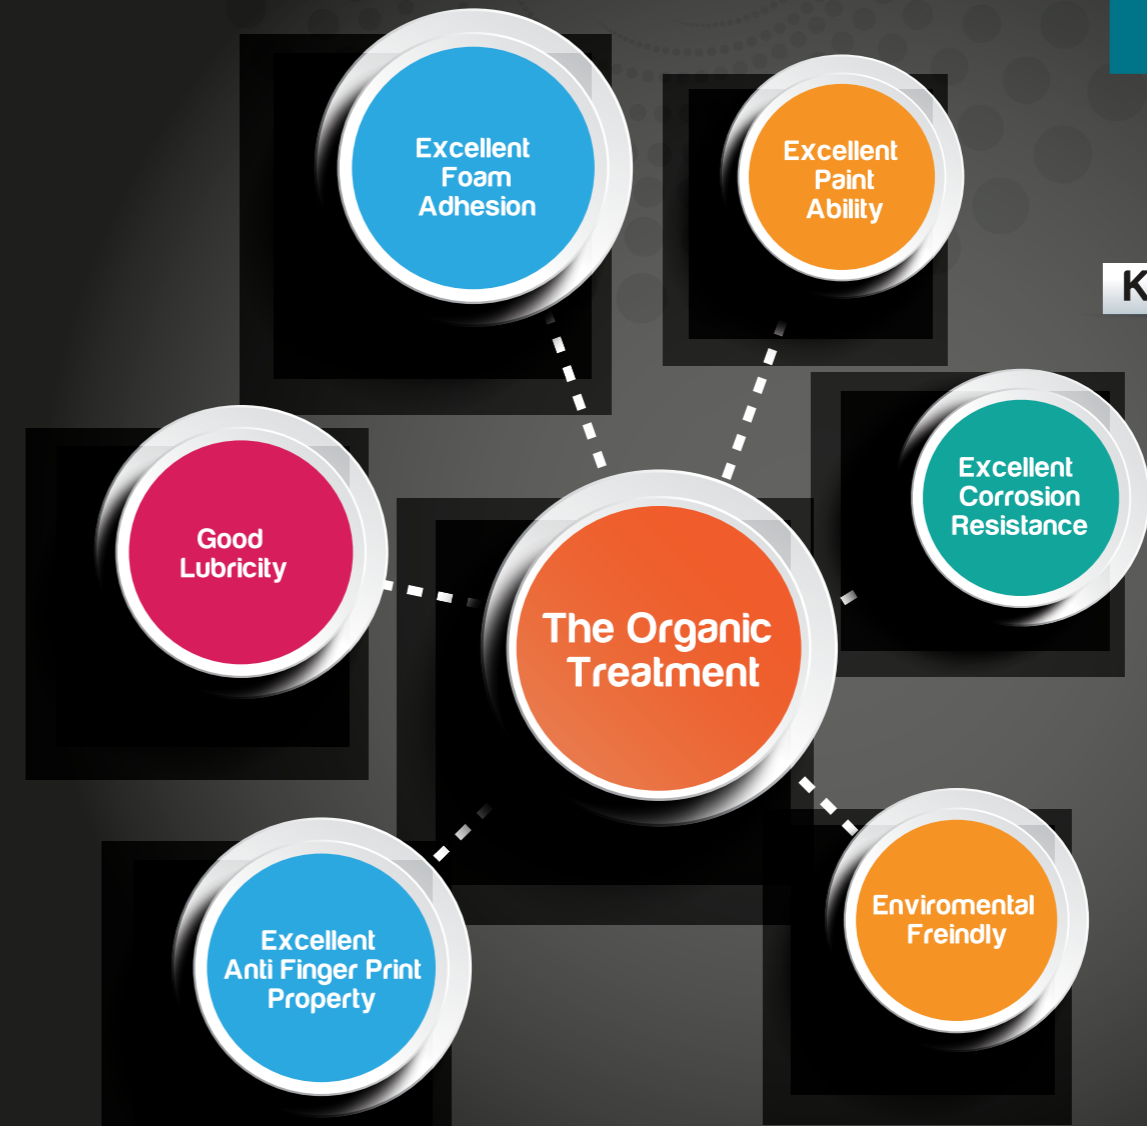 Excellent
Foam
Adhesion
Excellent
Paint
Ability
K
Excellent
Corrosion
Resistance
Good
Lubricity
The Organic
Treatment
Enviromental
Freindly
Excellent
Anti Finger Print
Property